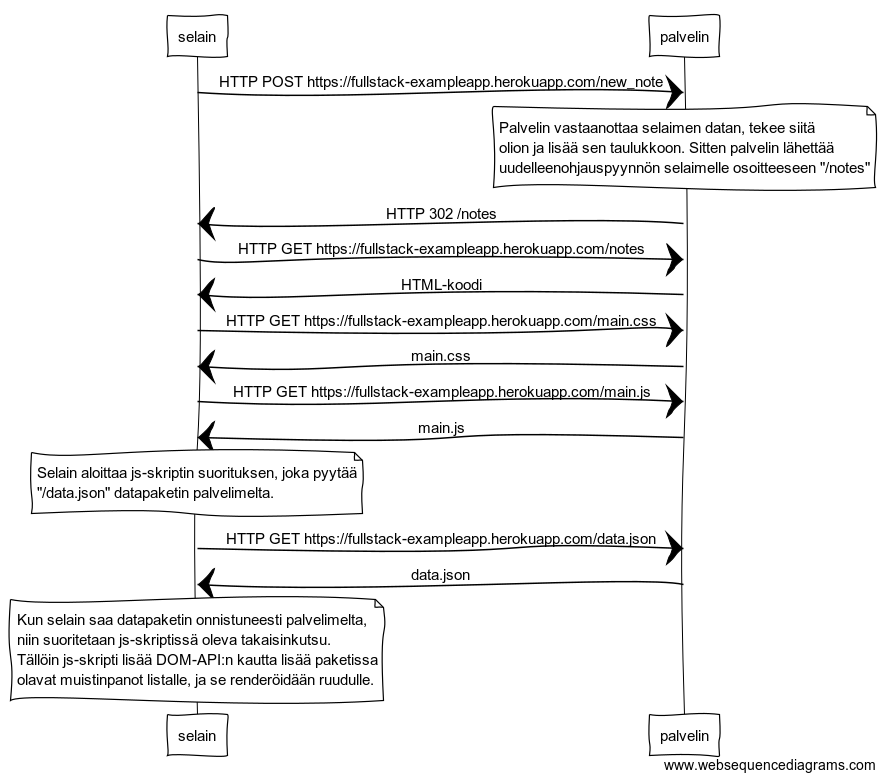 selain
palvelin
HTTP POST https://fullstack-exampleapp.herokuapp.com/new_note
Palvelin vastaanottaa selaimen datan, tekee siitä
olion ja lisää sen taulukkoon. Sitten palvelin lähettää
uudelleenohjauspyynnön selaimelle osoitteeseen "/notes"
HTTP 302 /notes
HTTP GET https://fullstack-exampleapp.herokuapp.com/notes
HTML-koodi
HTTP GET https://fullstack-exampleapp.herokuapp.com/main.css
main.css
HTTP GET https://fullstack-exampleapp.herokuapp.com/main.js
main.js
Selain aloittaa js-skriptin suorituksen, joka pyytää
"/data.json" datapaketin palvelimelta.
HTTP GET https://fullstack-exampleapp.herokuapp.com/data.json
data.json
Kun selain saa datapaketin onnistuneesti palvelimelta,
niin suoritetaan js-skriptissä oleva takaisinkutsu.
Tällöin js-skripti lisää DOM-API:n kautta lisää paketissa
olavat muistinpanot listalle, ja se renderöidään ruudulle.
selain
palvelin
www.websequencediagrams.com